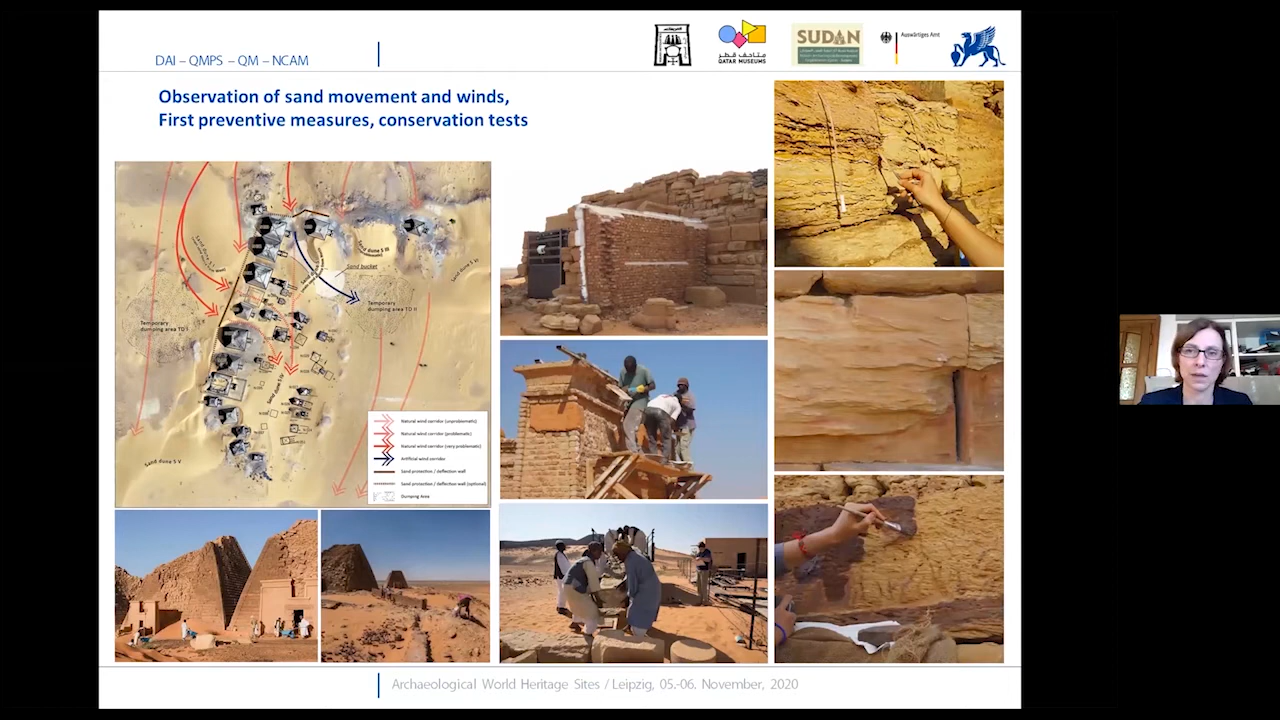 DAI – QMPS – QM – NCAM
متاحف قطر
QATAR MUSEUMS
SUDAN
Auswärtiges Amt
Observation of sand movement and winds,
First preventive measures, conservation tests
Sand dune S III
Sand bucket
Temporary
dumping area TD I
Temporary
dumping area TD II
Sand dune S V
Natural wind corridor (unproblematic)
Natural wind corridor (problematic)
Natural wind corridor (very problematic)
Artificial wind corridor
Sand protection / deflection wall
Sand protection / deflection wall (optional)
Dumping Area
Archaeological World Heritage Sites / Leipzig, 05.-06. November, 2020